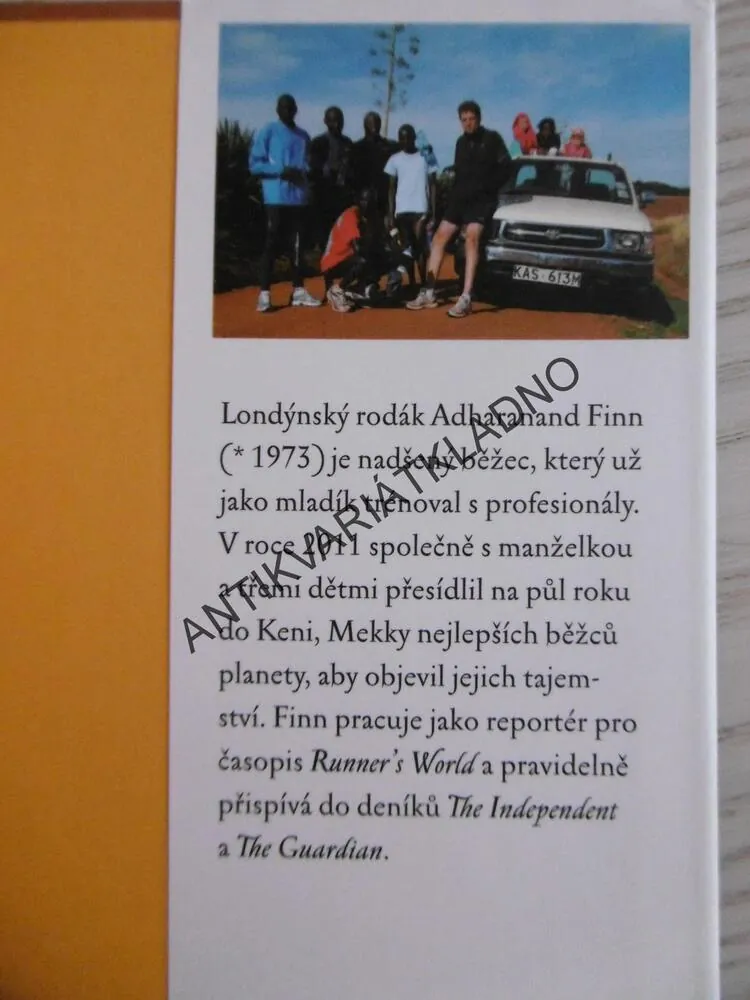 KAS 613M
Londýnský rodák Adharanand Finn
(* 1973) je nadšený běžec, který už
jako mladík trénoval s profesionály.
V roce 2011 společně s manželkou
a třemi dětmi přesídlil na půl roku
do Keni, Mekky nejlepších běžců
planety, aby objevil jejich tajem-
ství. Finn pracuje jako reportér pro
časopis Runner's World a pravidelně
přispívá do deníků The Independent
a The Guardian.
ANTIKVARIÁTKLADNO